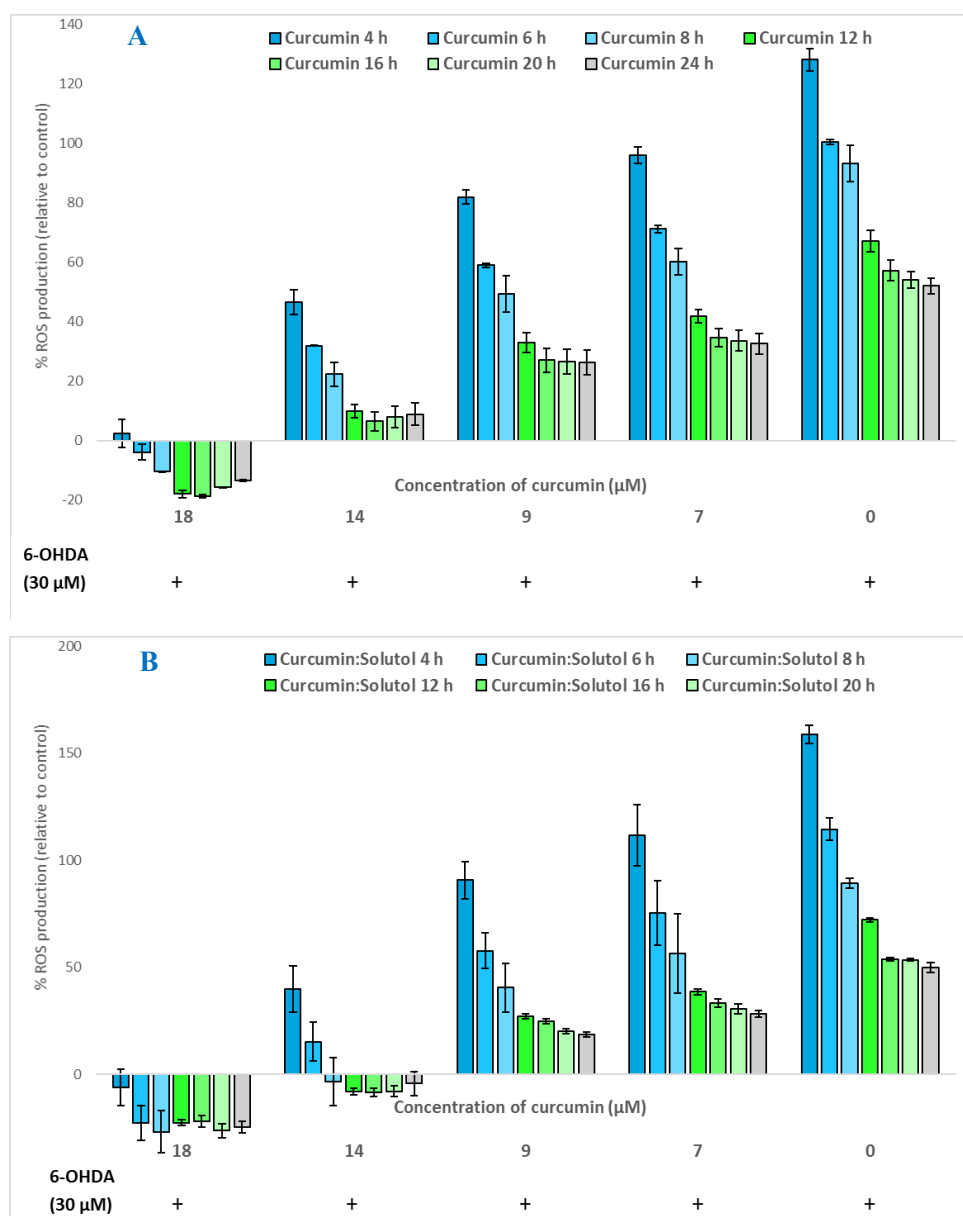 A
Curcumin 4 h Curcumin 6 h Curcumin 8 h Curcumin 12 h
Curcumin 16 h Curcumin 20 h Curcumin 24 h
% ROS production (relative to control)
140
120
100
80
60
40
20
0
-20
Concentration of curcumin (µM)
18 14 9 7 0
6-OHDA
(30 µM) + + + + +
B
Curcumin:Solutol 4 h Curcumin:Solutol 6 h Curcumin:Solutol 8 h
Curcumin:Solutol 12 h Curcumin:Solutol 16 h Curcumin:Solutol 20 h
% ROS production (relative to control)
200
150
100
50
0
Concentration of curcumin (µM)
18 14 9 7 0
6-OHDA
(30 µM) + + + + +